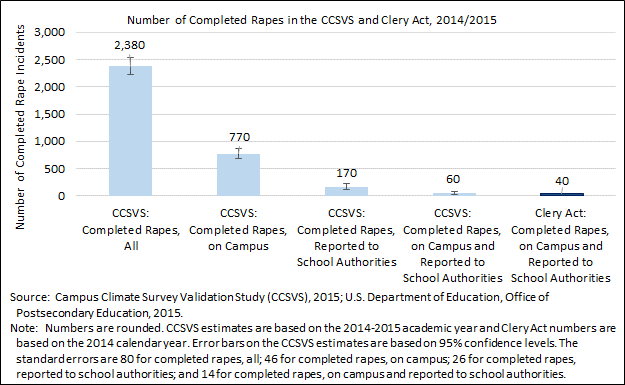 Number of Completed Rapes in the CCSVS and Clery Act, 2014/2015
Number of Completed Rape Incidents
3,000
2,500
2,000
1,500
1,000
500
0
2,380
770
170
60
40
CCSVS:
Completed Rapes,
All
CCSVS:
Completed Rapes,
on Campus
CCSVS:
Completed Rapes,
Reported to
School Authorities
CCSVS:
Completed Rapes,
on Campus and
Reported to
School Authorities
Clery Act:
Completed Rapes,
on Campus and
Reported to
School Authorities
Source: Campus Climate Survey Validation Study (CCSVS), 2015; U.S. Department of Education, Office of
Postsecondary Education, 2015.
Note: Numbers are rounded. CCSVS estimates are based on the 2014-2015 academic year and Clery Act numbers are
based on the 2014 calendar year. Error bars on the CCSVS estimates are based on 95% confidence levels. The
standard errors are 80 for completed rapes, all; 46 for completed rapes, on campus; 26 for completed rapes,
reported to school authorities; and 14 for completed rapes, on campus and reported to school authorities.